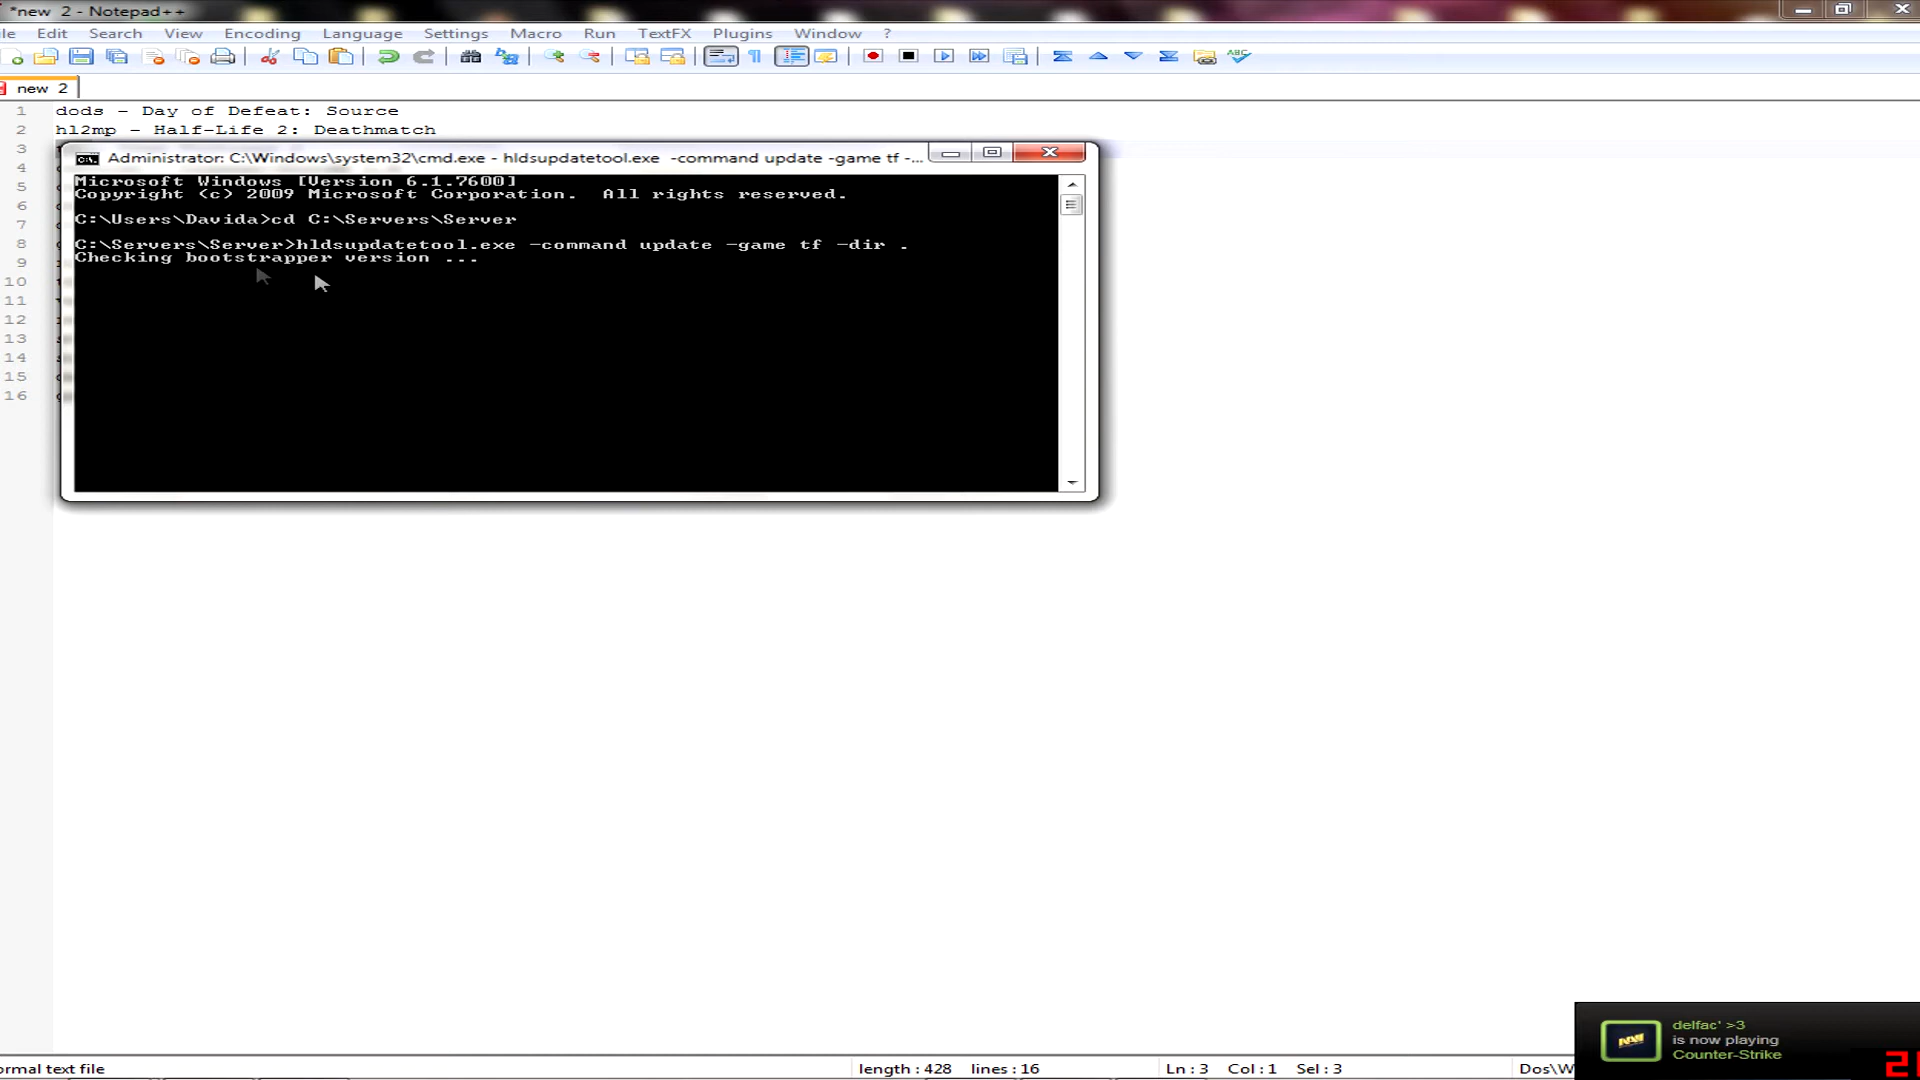 *new 2 - Notepad++
Edit Search View Encoding Language Settings Macro Run TextFX Plugins Window ?
new 2
1 dods - Day of Defeat: Source
2 hl2mp - Half-Life 2: Deathmatch
3
Administrator: C:\Windows\system32\cmd.exe - hldsupdatetool.exe -command update -game tf -...
Microsoft Windows [Version 6.1.7600]
Copyright (c) 2009 Microsoft Corporation. All rights reserved.
C:\Users\Davida>cd C:\Servers\Server
C:\Servers\Server>hldsupdatetool.exe -command update -game tf -dir .
Checking bootstrapper version ...
4
5
6
7
8
9
10
11
12
13
14
15
16
delfac' >3
is now playing
Counter-Strike
ormal text file length : 428 lines : 16 Ln : 3 Col : 1 Sel : 3 Dos\W